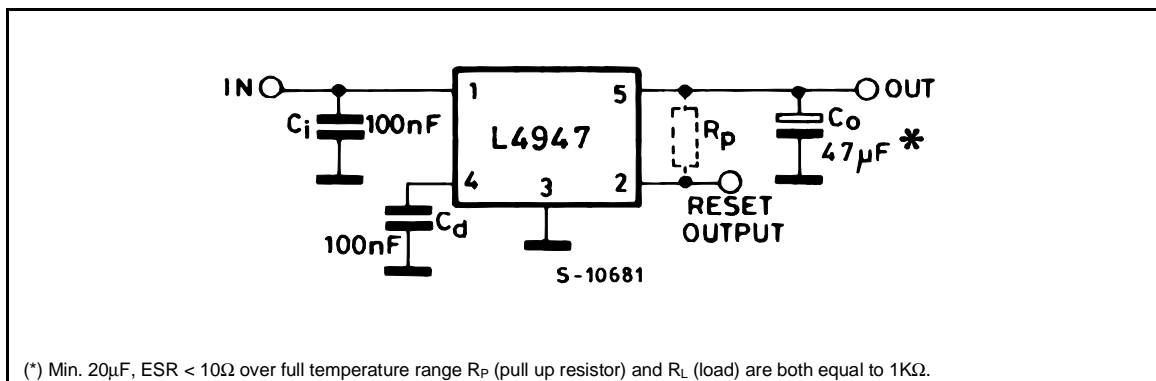 IN
1
5
OUT
Ci
100nF
L4947
Rp
Co
47µF *
4
3
2
Cd
100nF
RESET
OUTPUT
S-10681
(*) Min. 20µF, ESR < 10Ω over full temperature range RP (pull up resistor) and RL (load) are both equal to 1KΩ.